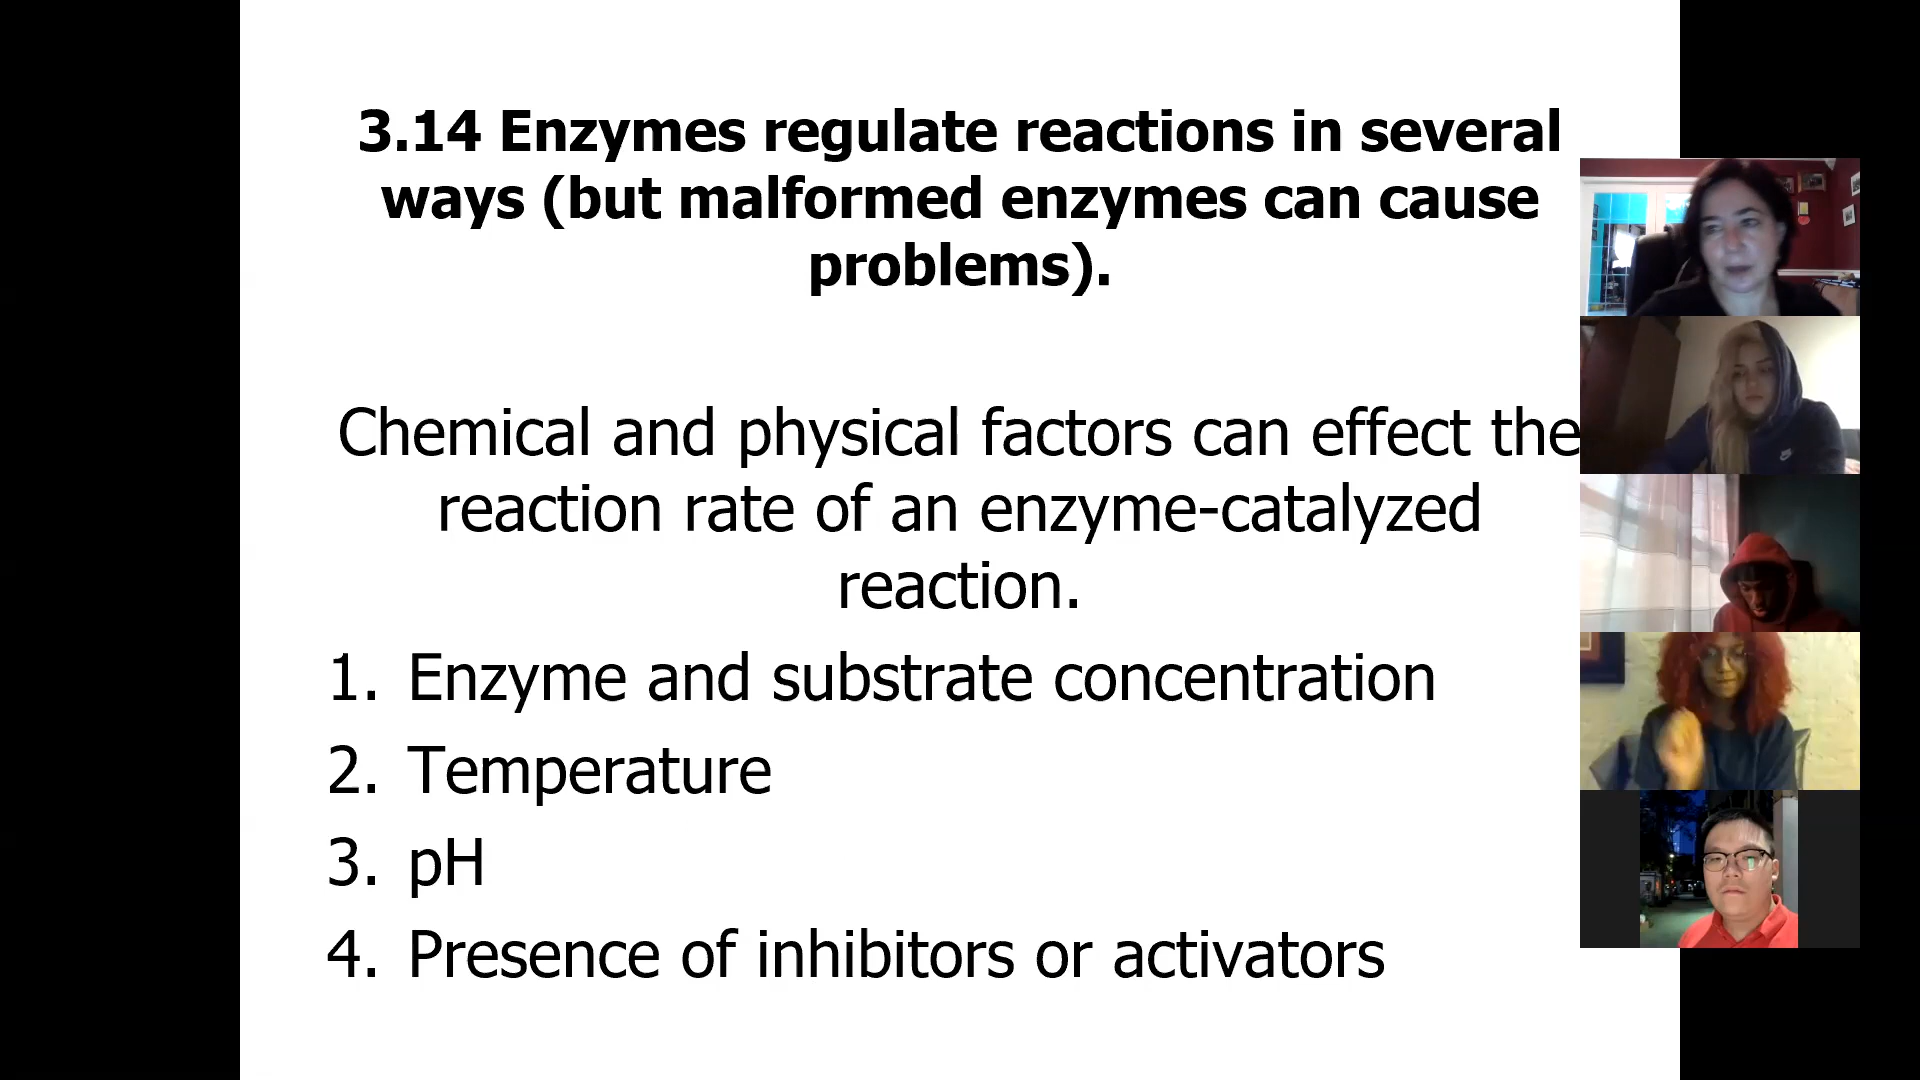 3.14 Enzymes regulate reactions in several
ways (but malformed enzymes can cause
problems).
Chemical and physical factors can effect the
reaction rate of an enzyme-catalyzed
reaction.
1. Enzyme and substrate concentration
2. Temperature
3. pH
4. Presence of inhibitors or activators